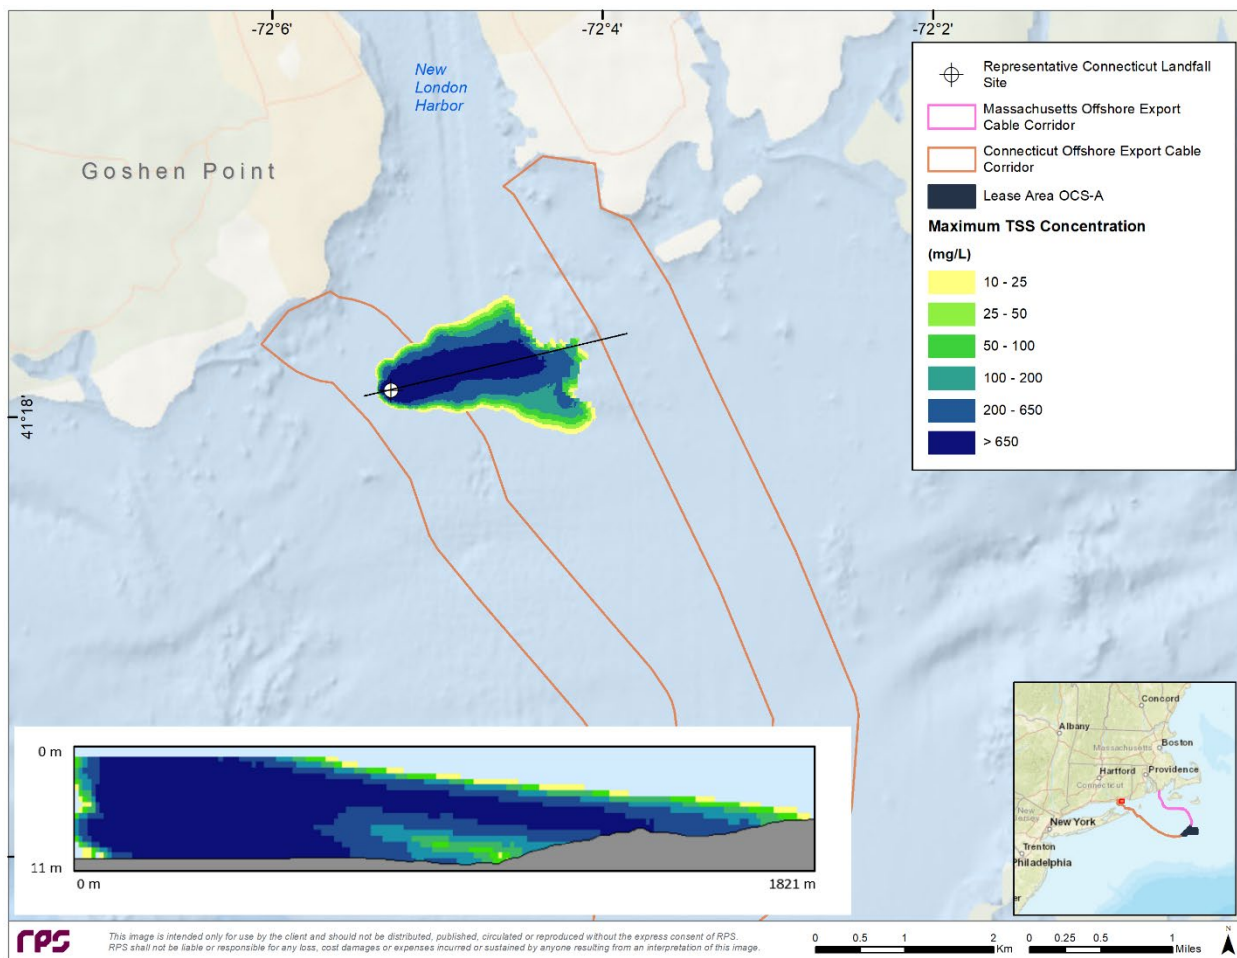 -72°6'
-72°4'
-72°2'
New
London
Harbor
Goshen Point
41°18'
Representative Connecticut Landfall
Site
Massachusetts Offshore Export
Cable Corridor
Connecticut Offshore Export Cable
Corridor
Lease Area OCS-A
Maximum TSS Concentration
(mg/L)
10 - 25
25 - 50
50 - 100
100 - 200
200 - 650
> 650
0 m
11 m
0 m
1821 m
Concord
Albany
Boston
Massachusetts
Hartford
Providence
Connecticut
New
New York
Trenton
Philadelphia
RPS
This image is intended only for use by the client and should not be distributed, published, circulated or reproduced without the express consent of RPS.
RPS shall not be liable or responsible for any loss, cost damages or expenses incurred or sustained by anyone resulting from an interpretation of this image.
0 0.5 1 2
Km
0 0.25 0.5 1
Miles
N